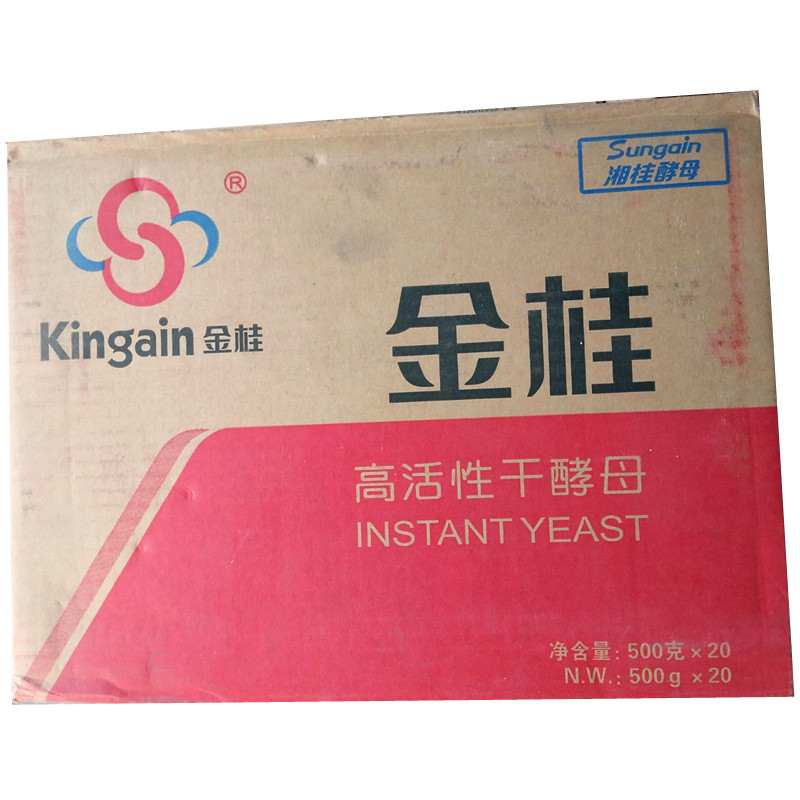 Sungain
湘桂酵母
®
Kingain 金桂
金桂
高活性干酵母
INSTANT YEAST
净含量: 500克×20
N.W.: 500g ×20